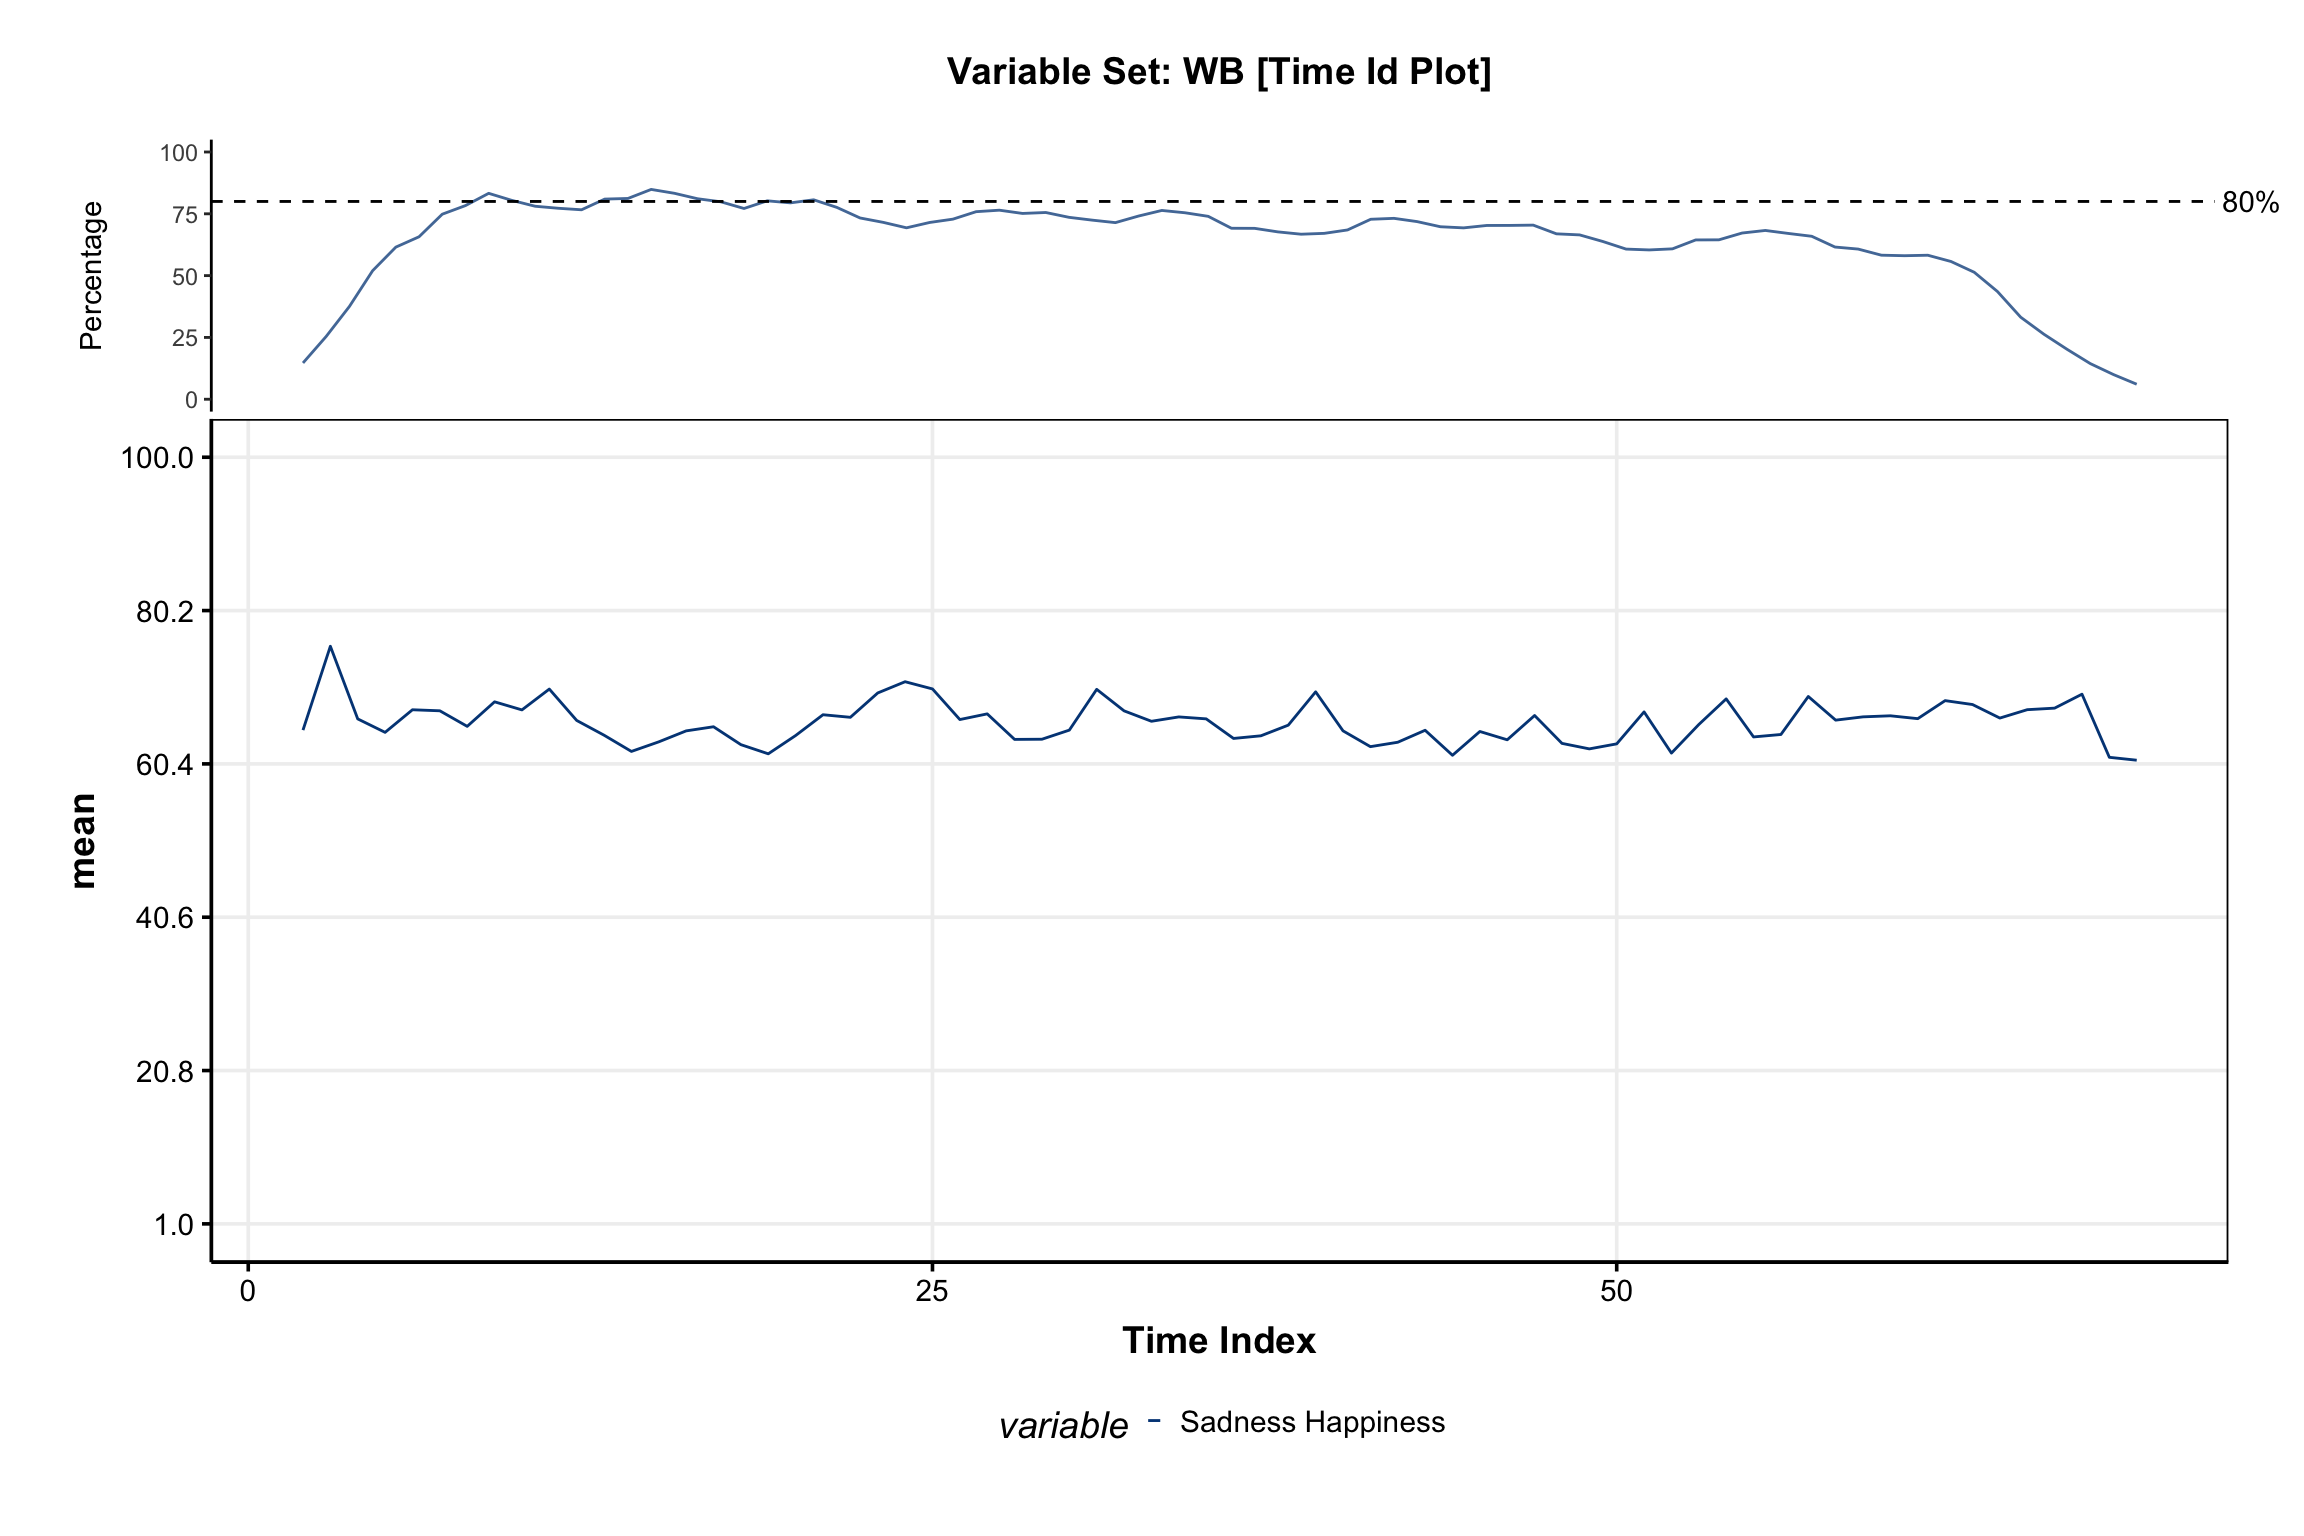 Variable Set: WB [Time Id Plot]
Percentage
100
75
50
25
0
80%
mean
100.0
80.2
60.4
40.6
20.8
1.0
0 25 50
Time Index
variable Sadness Happiness